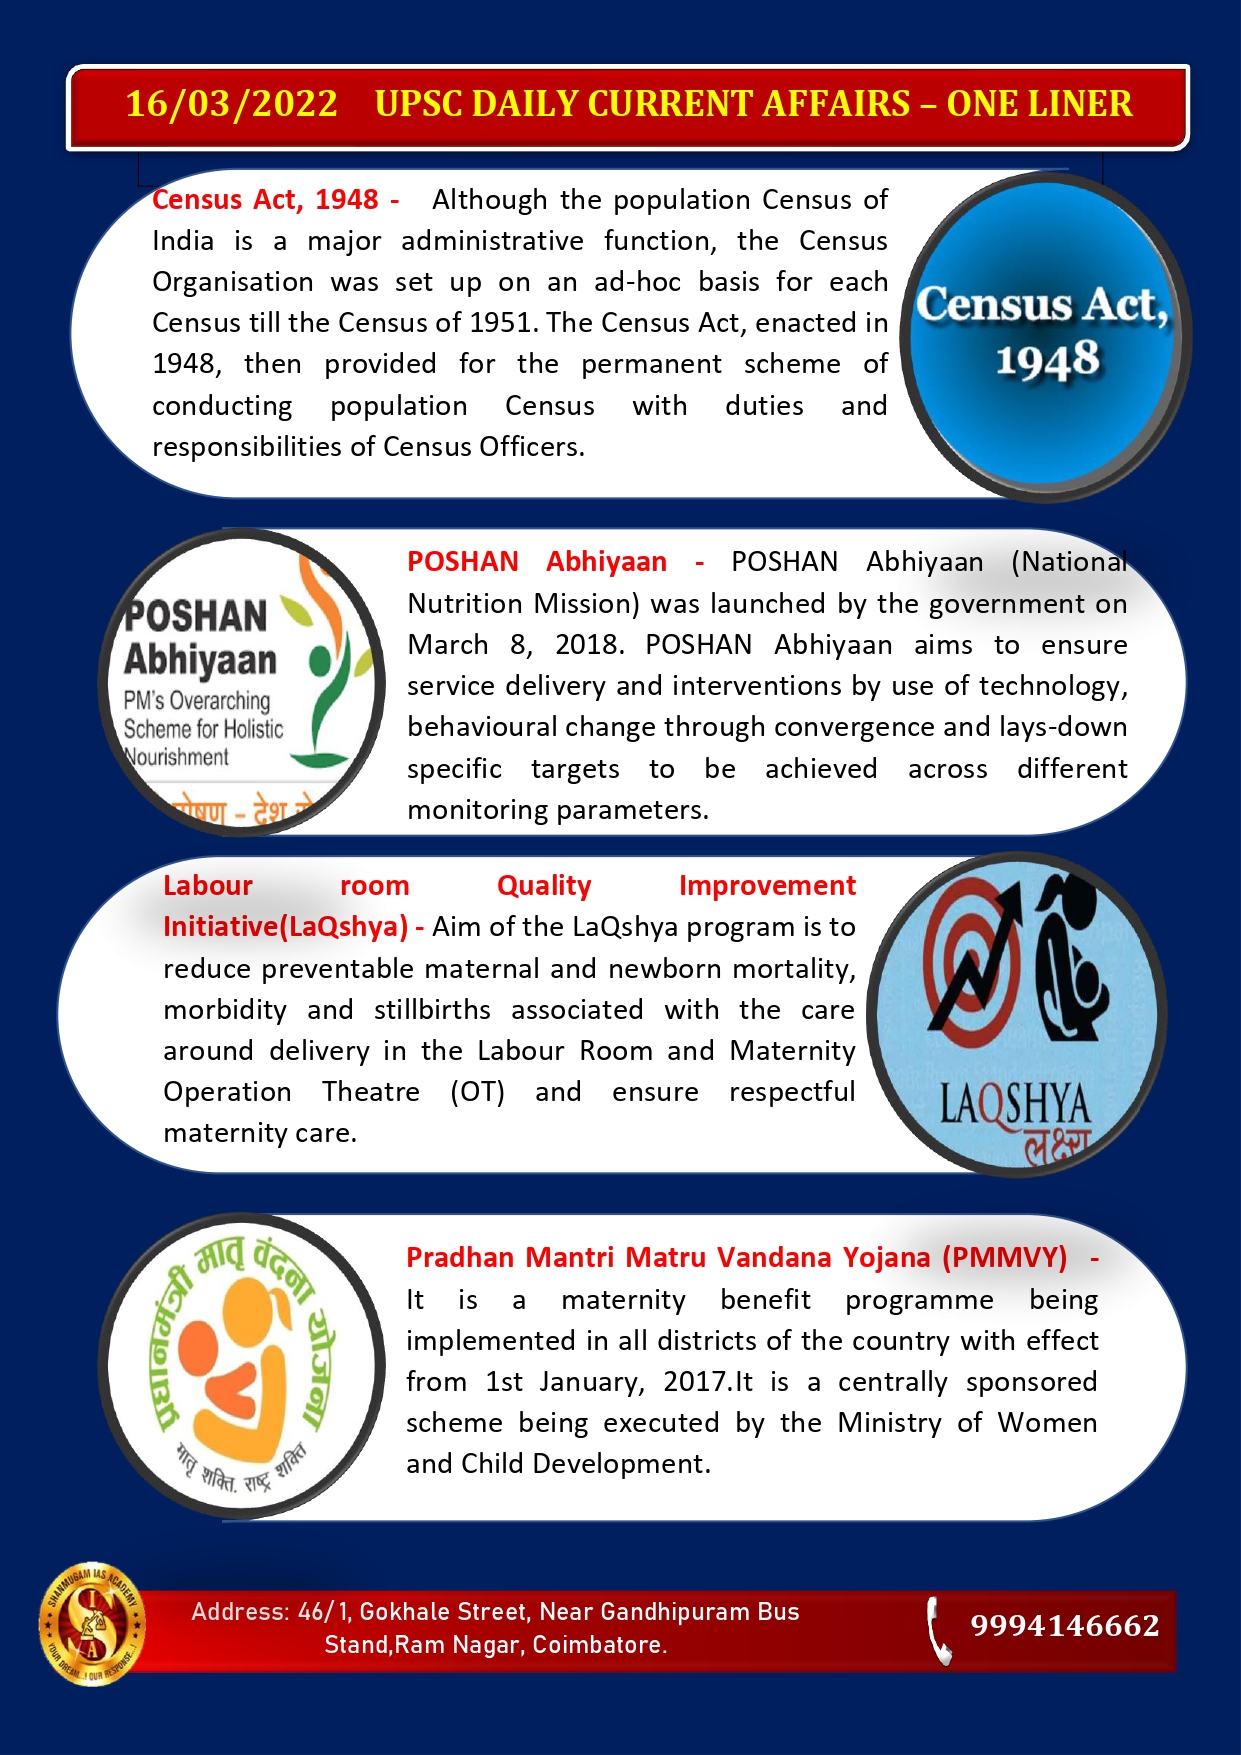 16/03/2022 UPSC DAILY CURRENT AFFAIRS – ONE LINER
Census Act, 1948 - Although the population Census of
India is a major administrative function, the Census
Organisation was set up on an ad-hoc basis for each
Census till the Census of 1951. The Census Act, enacted in
1948, then provided for the permanent scheme of
conducting population Census with duties and
responsibilities of Census Officers.
Census Act,
1948
POSHAN
Abhiyaan
PM's Overarching
Scheme for Holistic
Nourishment
पोषण – देश
POSHAN Abhiyaan - POSHAN Abhiyaan (National
Nutrition Mission) was launched by the government on
March 8, 2018. POSHAN Abhiyaan aims to ensure
service delivery and interventions by use of technology,
behavioural change through convergence and lays-down
specific targets to be achieved across different
monitoring parameters.
Labour room Quality Improvement
Initiative(LaQshya) - Aim of the LaQshya program is to
reduce preventable maternal and newborn mortality,
morbidity and stillbirths associated with the care
around delivery in the Labour Room and Maternity
Operation Theatre (OT) and ensure respectful
maternity care.
LAQSHYA
लक्ष्य
प्रधानमंत्री मातृ वंदना योजना
मातृ शक्ति. राष्ट्र शक्ति
Pradhan Mantri Matru Vandana Yojana (PMMVY) -
It is a maternity benefit programme being
implemented in all districts of the country with effect
from 1st January, 2017.It is a centrally sponsored
scheme being executed by the Ministry of Women
and Child Development.
SHANMUGAM IAS ACADEMY
SIA
YOUR DREAM...! OUR RESPONSE...!
Address: 46/1, Gokhale Street, Near Gandhipuram Bus
Stand,Ram Nagar, Coimbatore.
9994146662